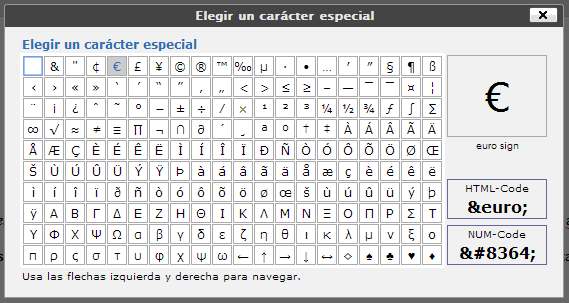 Elegir un carácter especial
Elegir un carácter especial
& " ¢ € £ ¥ © ® ™ ‰ µ · • … ′ ″ § ¶ ß
‹ › « » ‘ ’ “ ” ‚ „ < > ≤ ≥ – — ¯ ‾ ¤ ¦
¨ ¡ ¿ ˆ ˜ ° − ± ÷ ⁄ × ¹ ² ³ ¼ ½ ¾ ƒ ∫ ∑
∞ √ ≈ ≠ ≡ ∏ ¬ ∩ ∂ ´ ¸ ª º † ‡ À Á Â Ã Ä
Å Æ Ç È É Ê Ë Ì Í Î Ï Ð Ñ Ò Ó Ô Õ Ö Ø Œ
Š Ù Ú Û Ü Ý Ÿ Þ à á â ã ä å æ ç è é ê ë
ì í î ï ð ñ ò ó ô õ ö ø œ š ù ú û ü ý þ
ÿ Α Β Γ Δ Ε Ζ Η Θ Ι Κ Λ Μ Ν Ξ Ο Π Ρ Σ Τ
Υ Φ Χ Ψ Ω α β γ δ ε ζ η θ ι κ λ μ ν ξ ο
π ρ ς σ τ υ φ χ ψ ω ← ↑ → ↓ ↔ ◊ ♠ ♣ ♥ ♦
Usa las flechas izquierda y derecha para navegar.
€
euro sign
HTML-Code
&euro;
NUM-Code
&#8364;